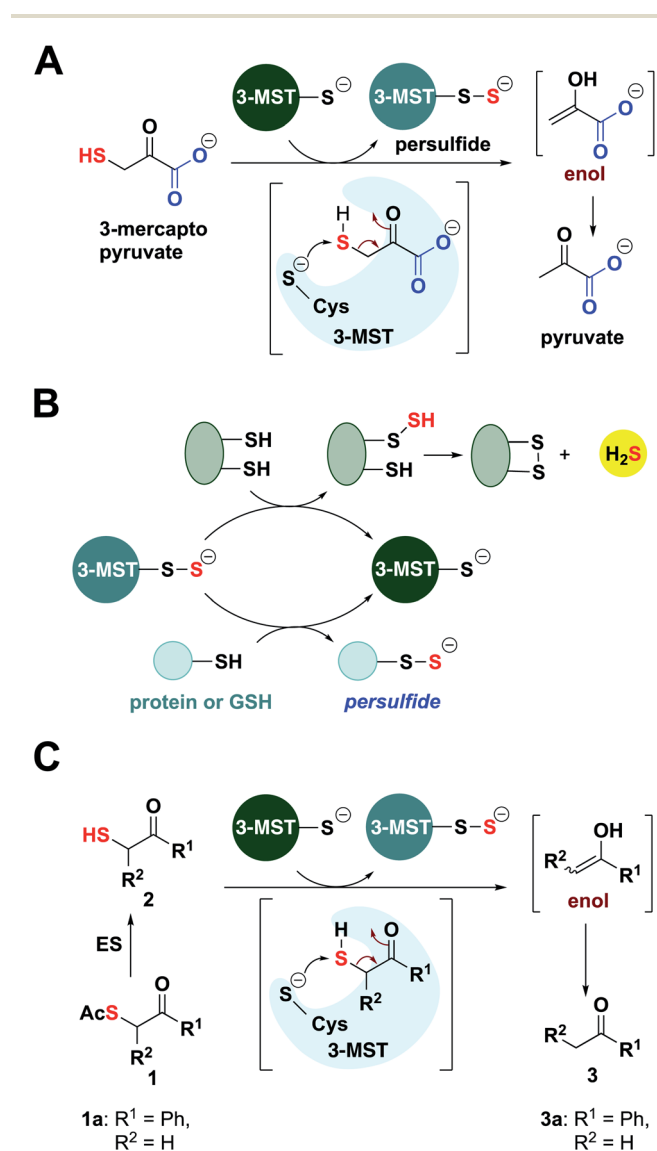 A
3-MST S ⊖
3-MST S S ⊖
persulfide
HS O O ⊖ O
3-mercapto
pyruvate
H
S O O ⊖ O
S ⊖
Cys
3-MST
OH O ⊖ O
enol
O O ⊖ O
pyruvate
B
SH
SH
S SH
SH
S
S
+
H2S
3-MST S S ⊖
3-MST S ⊖
SH
S S ⊖
protein or GSH
persulfide
C
HS O R1
R2
2
ES
AcS O R1
R2
1
1a: R1 = Ph,
R2 = H
3-MST S ⊖
3-MST S S ⊖
H
S O R1
R2
S ⊖
Cys
3-MST
OH
R2 R1
enol
O
R2 R1
3
3a: R1 = Ph,
R2 = H